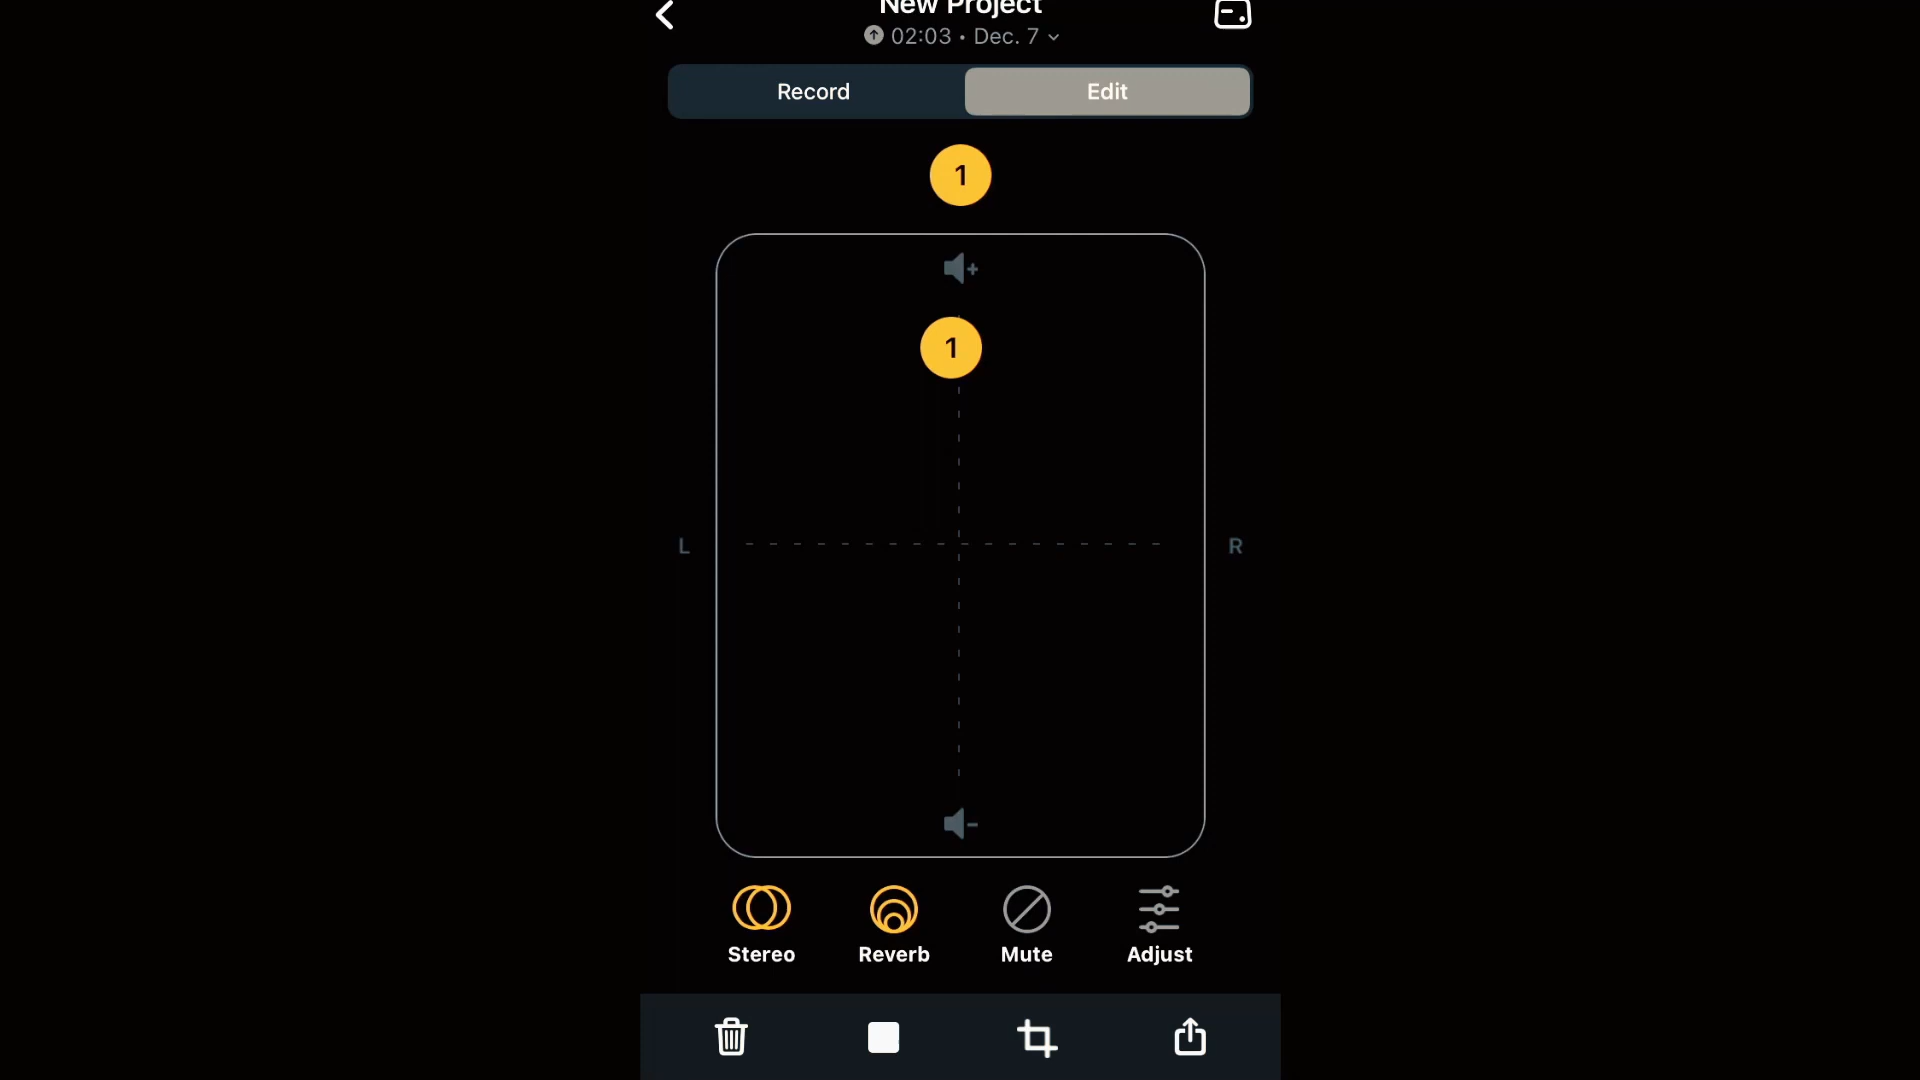 New Project
02:03 • Dec. 7
Record Edit
1
1
L R
Stereo Reverb Mute Adjust